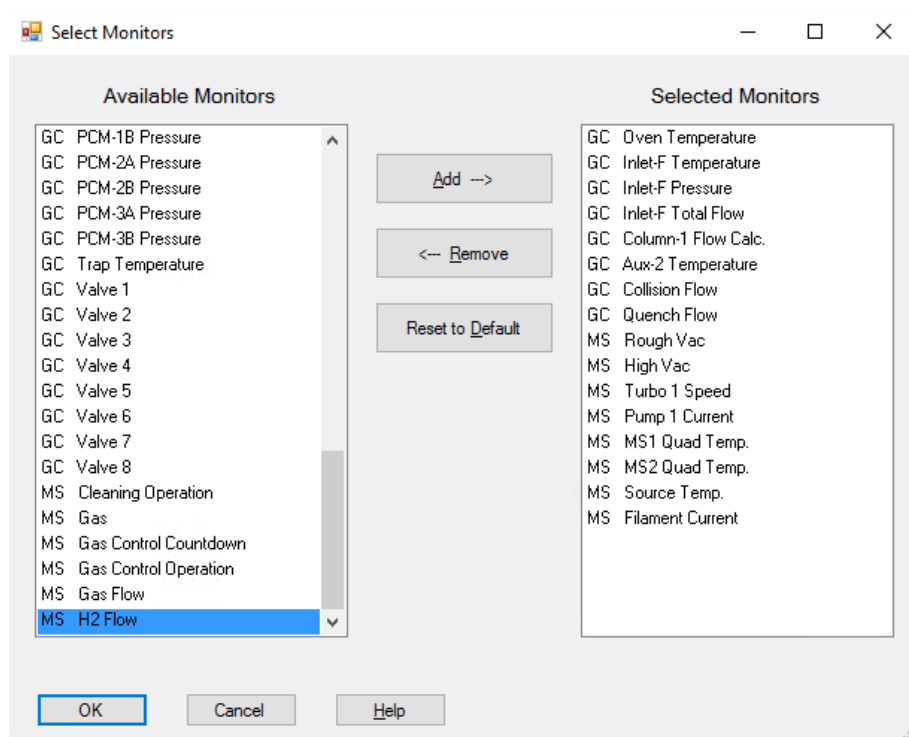 Select Monitors
Available Monitors
GC PCM-1B Pressure
GC PCM-2A Pressure
GC PCM-2B Pressure
GC PCM-3A Pressure
GC PCM-3B Pressure
GC Trap Temperature
GC Valve 1
GC Valve 2
GC Valve 3
GC Valve 4
GC Valve 5
GC Valve 6
GC Valve 7
GC Valve 8
MS Cleaning Operation
MS Gas
MS Gas Control Countdown
MS Gas Control Operation
MS Gas Flow
MS H2 Flow
Add --->
<--- Remove
Reset to Default
Selected Monitors
GC Oven Temperature
GC Inlet-F Temperature
GC Inlet-F Pressure
GC Inlet-F Total Flow
GC Column-1 Flow Calc.
GC Aux-2 Temperature
GC Collision Flow
GC Quench Flow
MS Rough Vac
MS High Vac
MS Turbo 1 Speed
MS Pump 1 Current
MS MS1 Quad Temp.
MS MS2 Quad Temp.
MS Source Temp.
MS Filament Current
OK
Cancel
Help